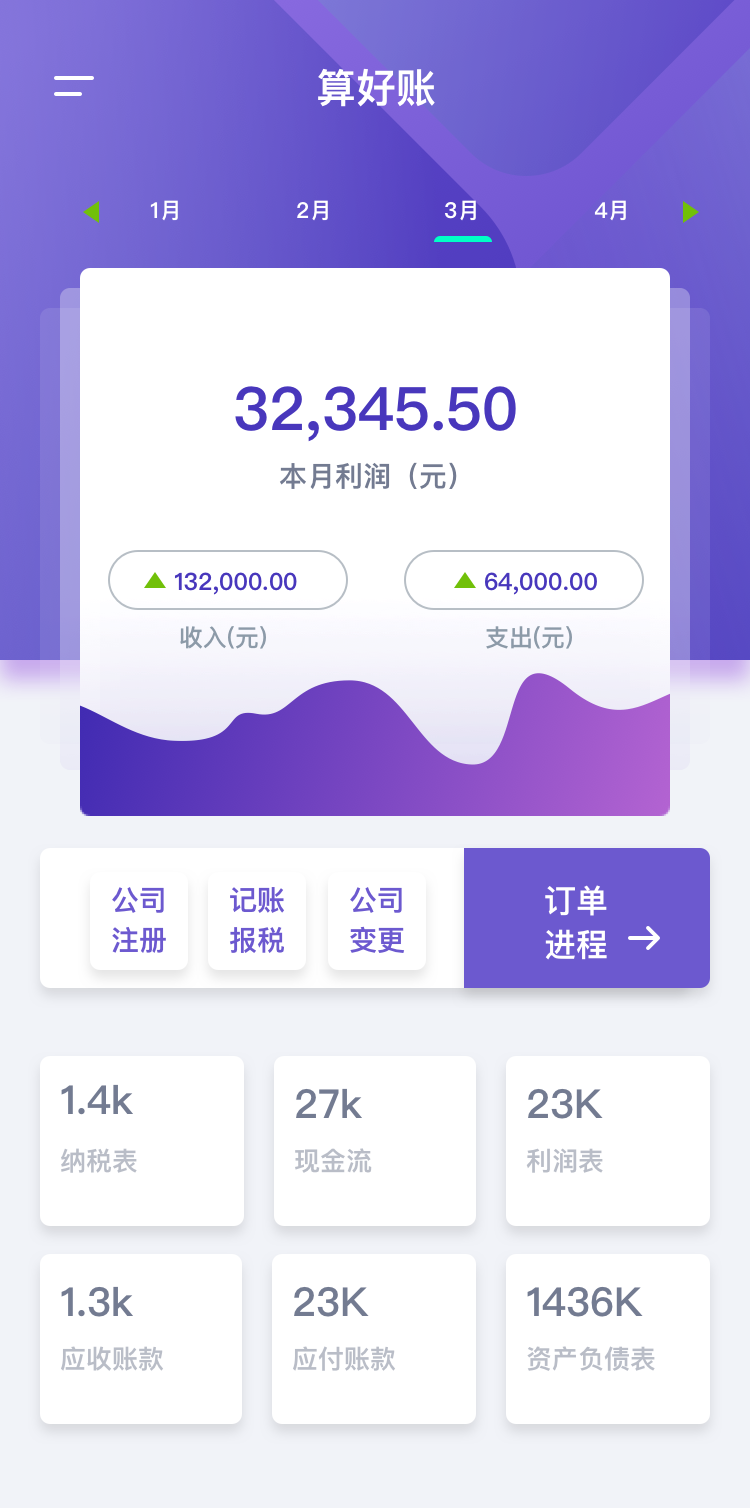 算好账
1月 2月 3月 4月
32,345.50
本月利润（元）
132,000.00 64,000.00
收入(元) 支出(元)
公司 记账 公司 订单
注册 报税 变更 进程
1.4k 27k 23K
纳税表 现金流 利润表
1.3k 23K 1436K
应收账款 应付账款 资产负债表